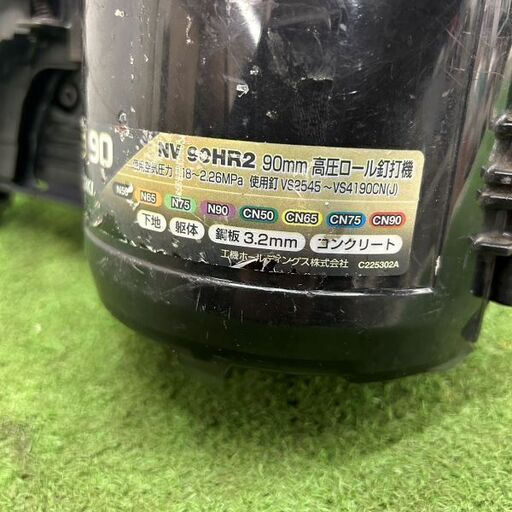 90
NV 90HR2 90mm 高圧ロール釘打機
使用空気圧力 1.18～2.26MPa 使用釘 VS2545～VS4190CN(J)
N50 N65 N75 N90 CN50 CN65 CN75 CN90
下地 躯体 鋼板 3.2mm コンクリート
工機ホールディングス株式会社 C225302A